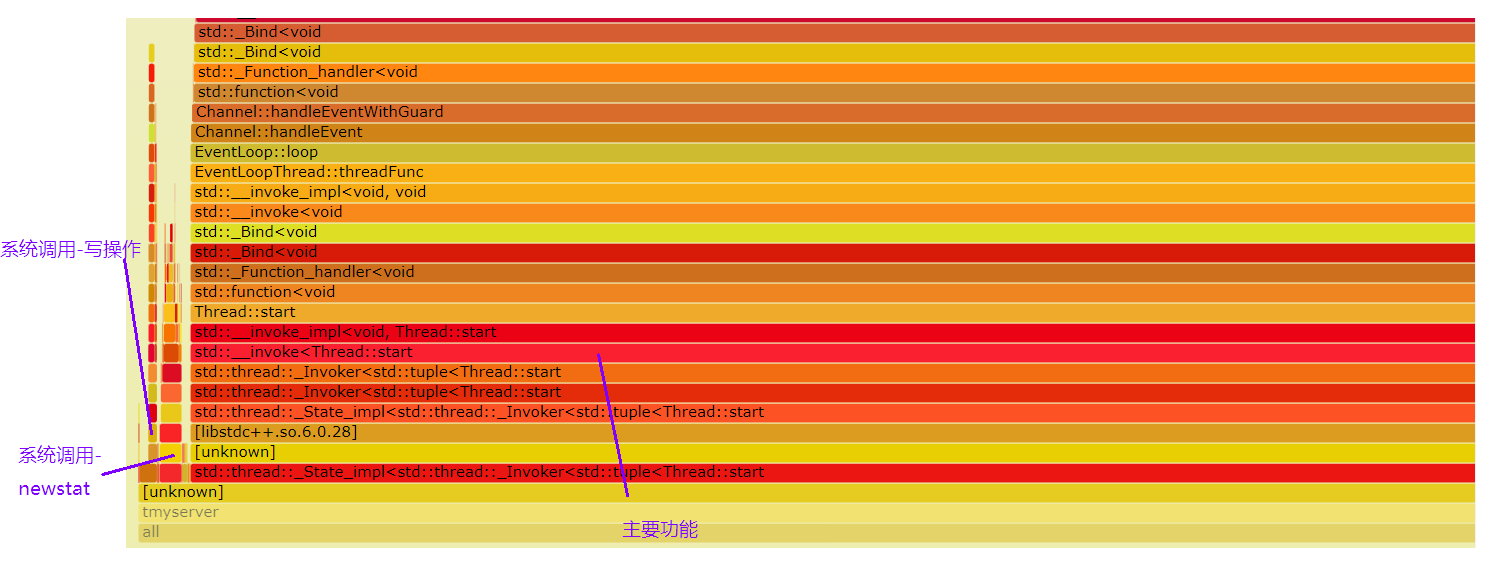 std::_Bind<void
std::_Bind<void
std::_Function_handler<void
std::function<void
Channel::handleEventWithGuard
Channel::handleEvent
EventLoop::loop
EventLoopThread::threadFunc
std::__invoke_impl<void, void
std::__invoke<void
std::_Bind<void
系统调用-写操作
std::_Bind<void
std::_Function_handler<void
std::function<void
Thread::start
std::__invoke_impl<void, Thread::start
std::__invoke<Thread::start
std::thread::_Invoker<std::tuple<Thread::start
std::thread::_Invoker<std::tuple<Thread::start
std::thread::_State_impl<std::thread::_Invoker<std::tuple<Thread::start
[libstdc++.so.6.0.28]
系统调用-
newstat
[unknown]
std::thread::_State_impl<std::thread::_Invoker<std::tuple<Thread::start
[unknown]
tmyserver
主要功能
all